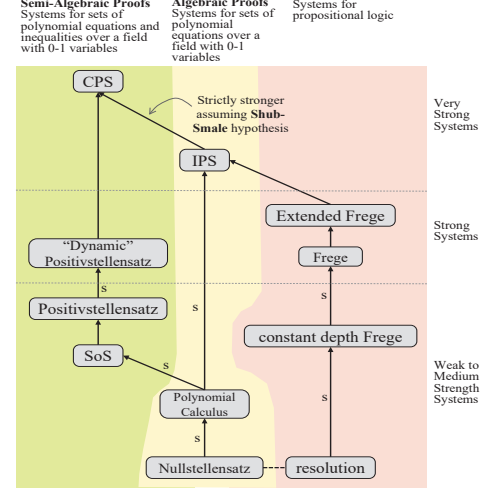 Semi-Algebraic Proofs
Systems for sets of
polynomial equations and
inequalities over a field
with 0-1 variables
Algebraic Proofs
Systems for sets of
polynomial
equations over a
field with 0-1
variables
Systems for
propositional logic
CPS
Strictly stronger
assuming Shub-
Smale hypothesis
IPS
Very
Strong
Systems
Extended Frege
Frege
Strong
Systems
“Dynamic”
Positivstellensatz
s
Positivstellensatz
s
s
constant depth Frege
SoS
s
Weak to
Medium
Strength
Systems
Polynomial
Calculus
s
s
Nullstellensatz
resolution